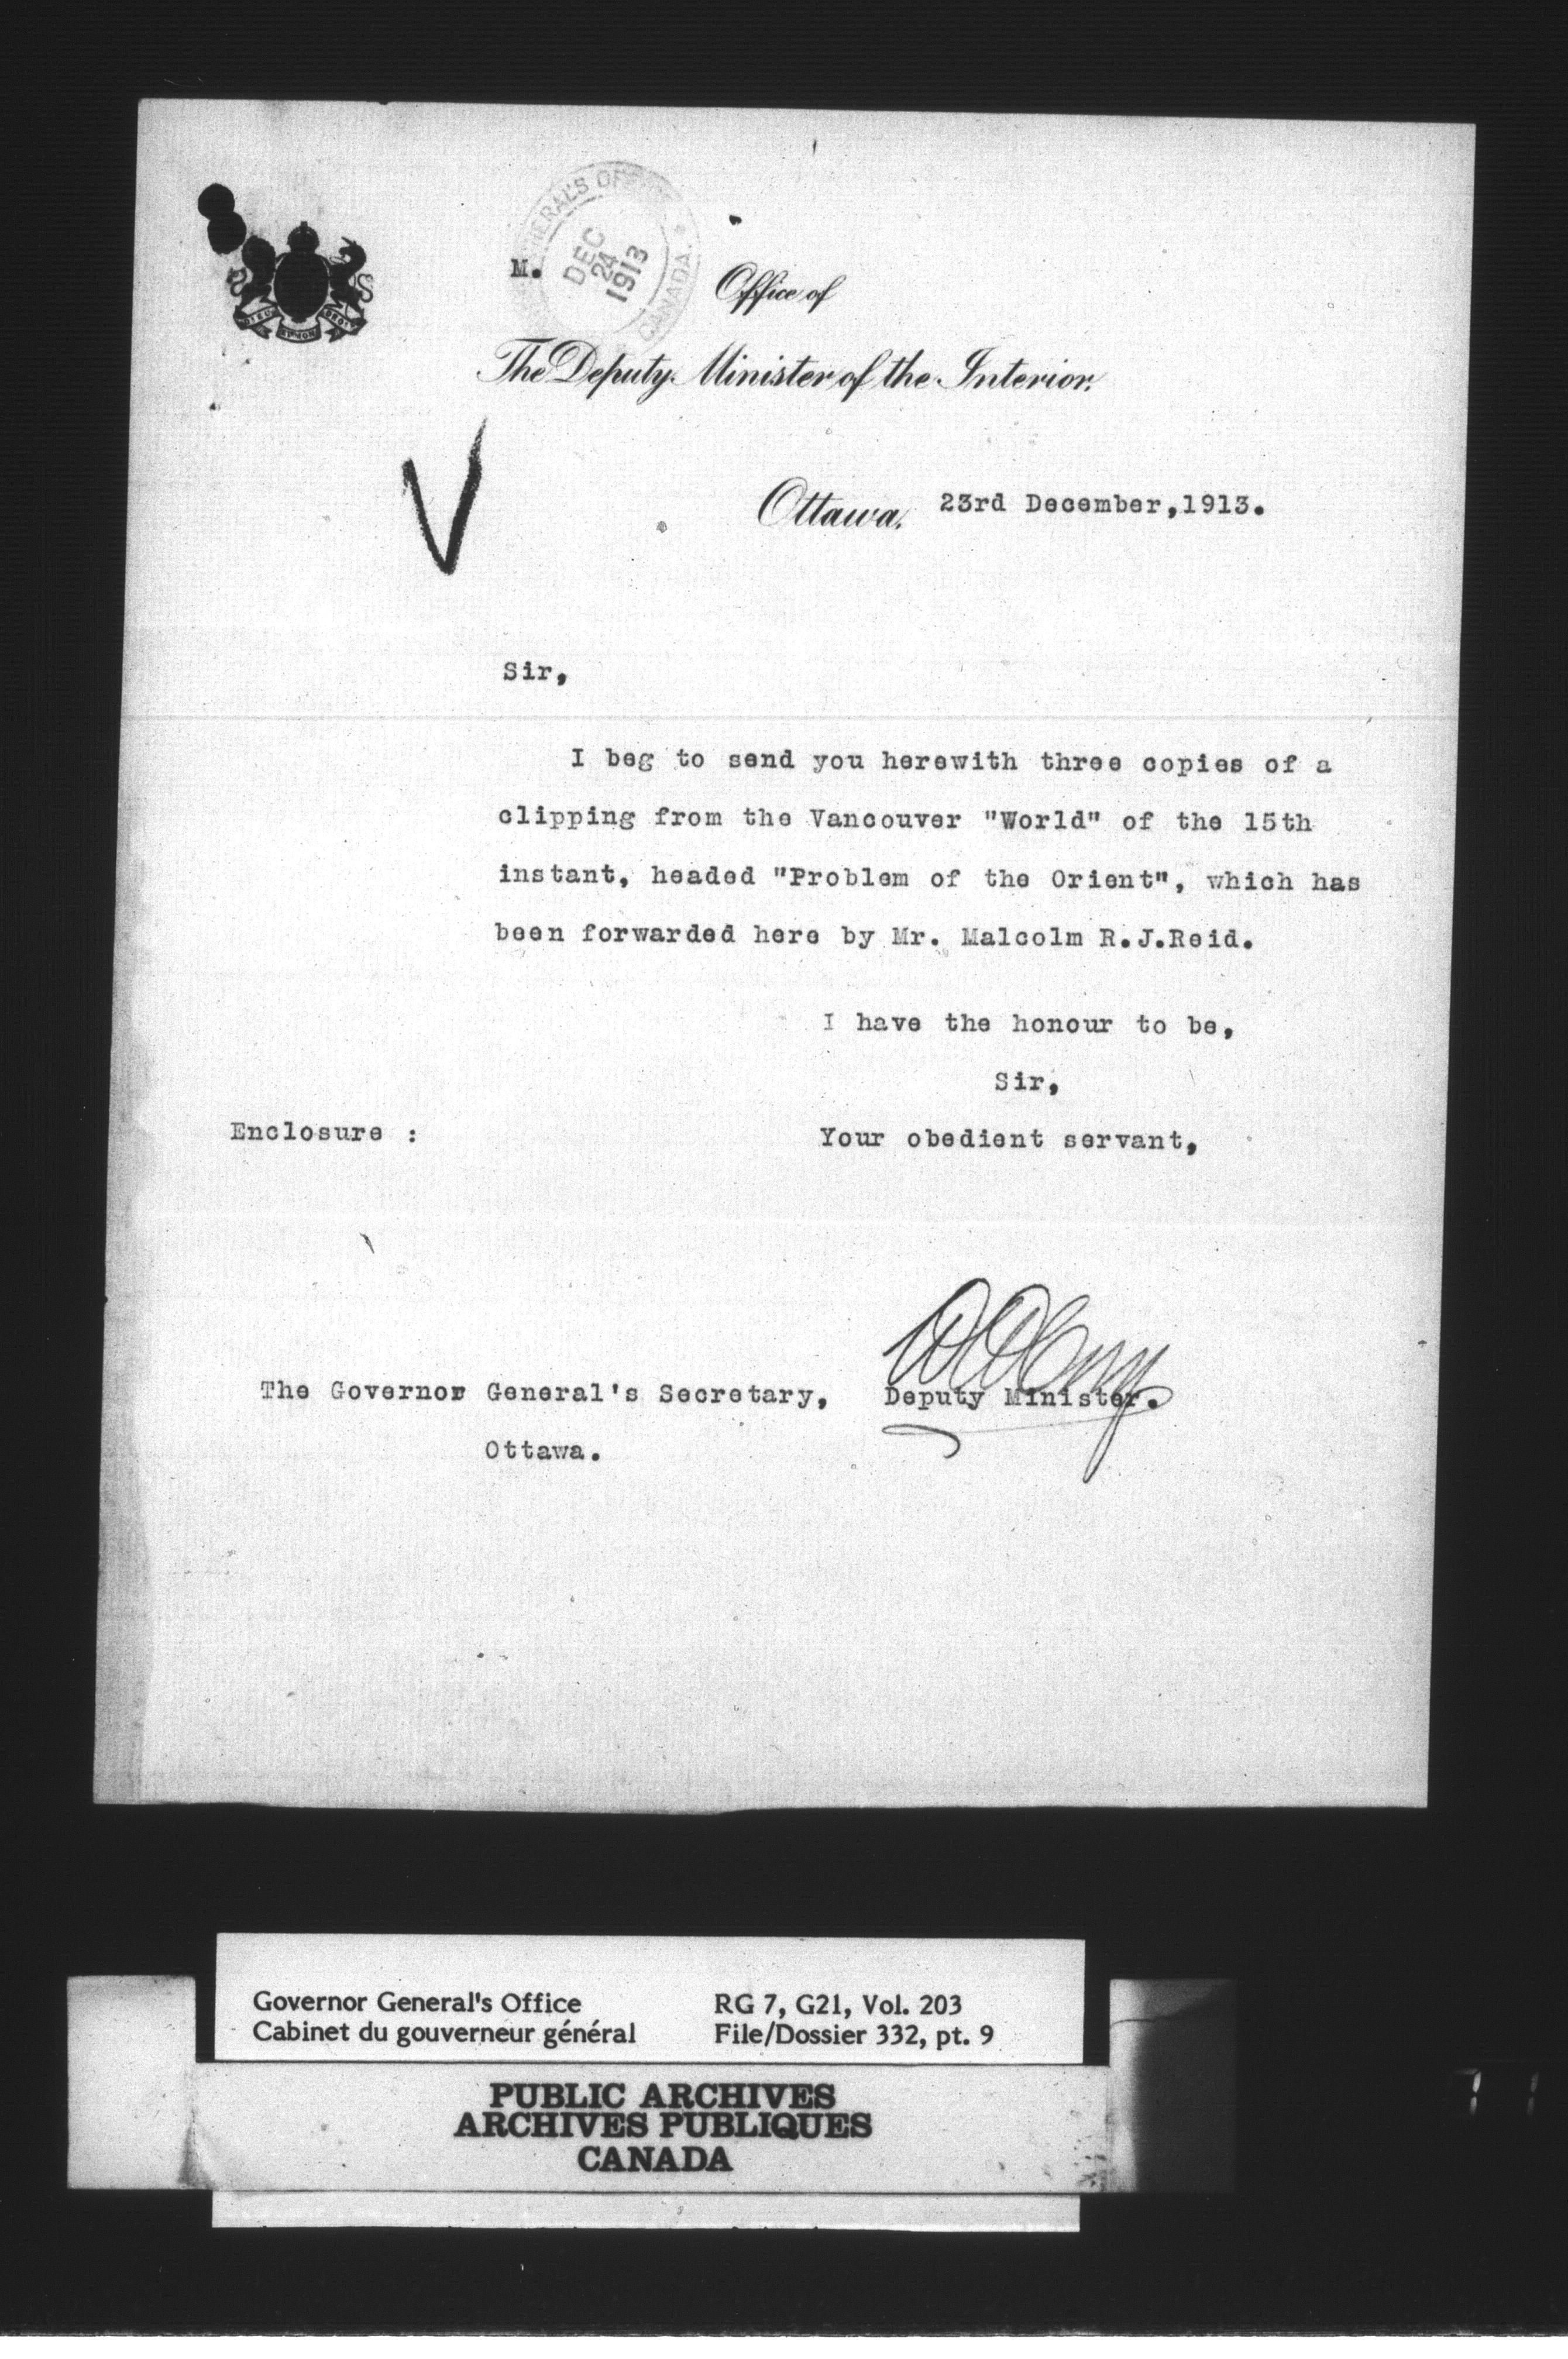 GENERAL'S OFFICE
CANADA.
DEC
24
1913
M.
Office of
The Deputy Minister of the Interior.
Ottawa, 23rd December,1913.
Sir,
I beg to send you herewith three copies of a
clipping from the Vancouver "World" of the 15th
instant, headed "Problem of the Orient", which has
been forwarded here by Mr. Malcolm R.J.Reid.
I have the honour to be,
Sir,
Enclosure : Your obedient servant,
The Governor General's Secretary, Deputy Minister.
Ottawa.
Governor General's Office RG 7, G21, Vol. 203
Cabinet du gouverneur général File/Dossier 332, pt. 9
PUBLIC ARCHIVES
ARCHIVES PUBLIQUES
CANADA